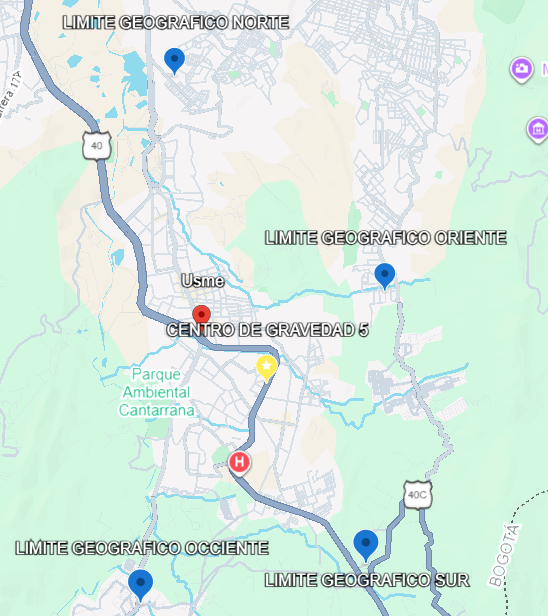 LIMITE GEOGRAFICO NORTE
40
LIMITE GEOGRAFICO ORIENTE
Usme
CENTRO DE GRAVEDAD 5
Parque
Ambiental
Cantarrana
H
40C
LIMITE GEOGRAFICO OCCIENTE
LIMITE GEOGRAFICO SUR
BOGOTÁ